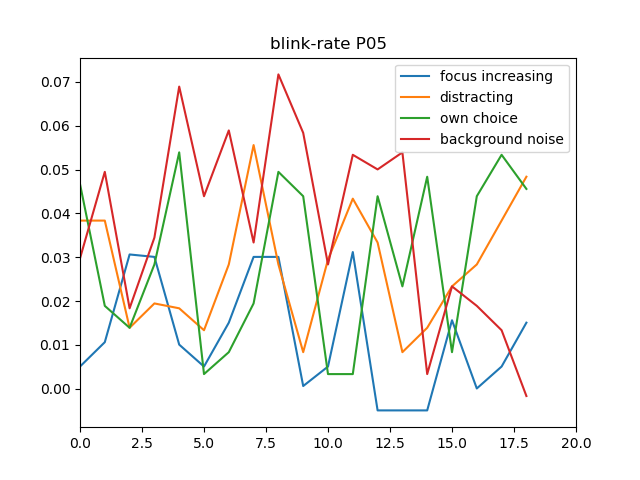 blink-rate P05
focus increasing
distracting
own choice
background noise
0.07
0.06
0.05
0.04
0.03
0.02
0.01
0.00
0.0 2.5 5.0 7.5 10.0 12.5 15.0 17.5 20.0